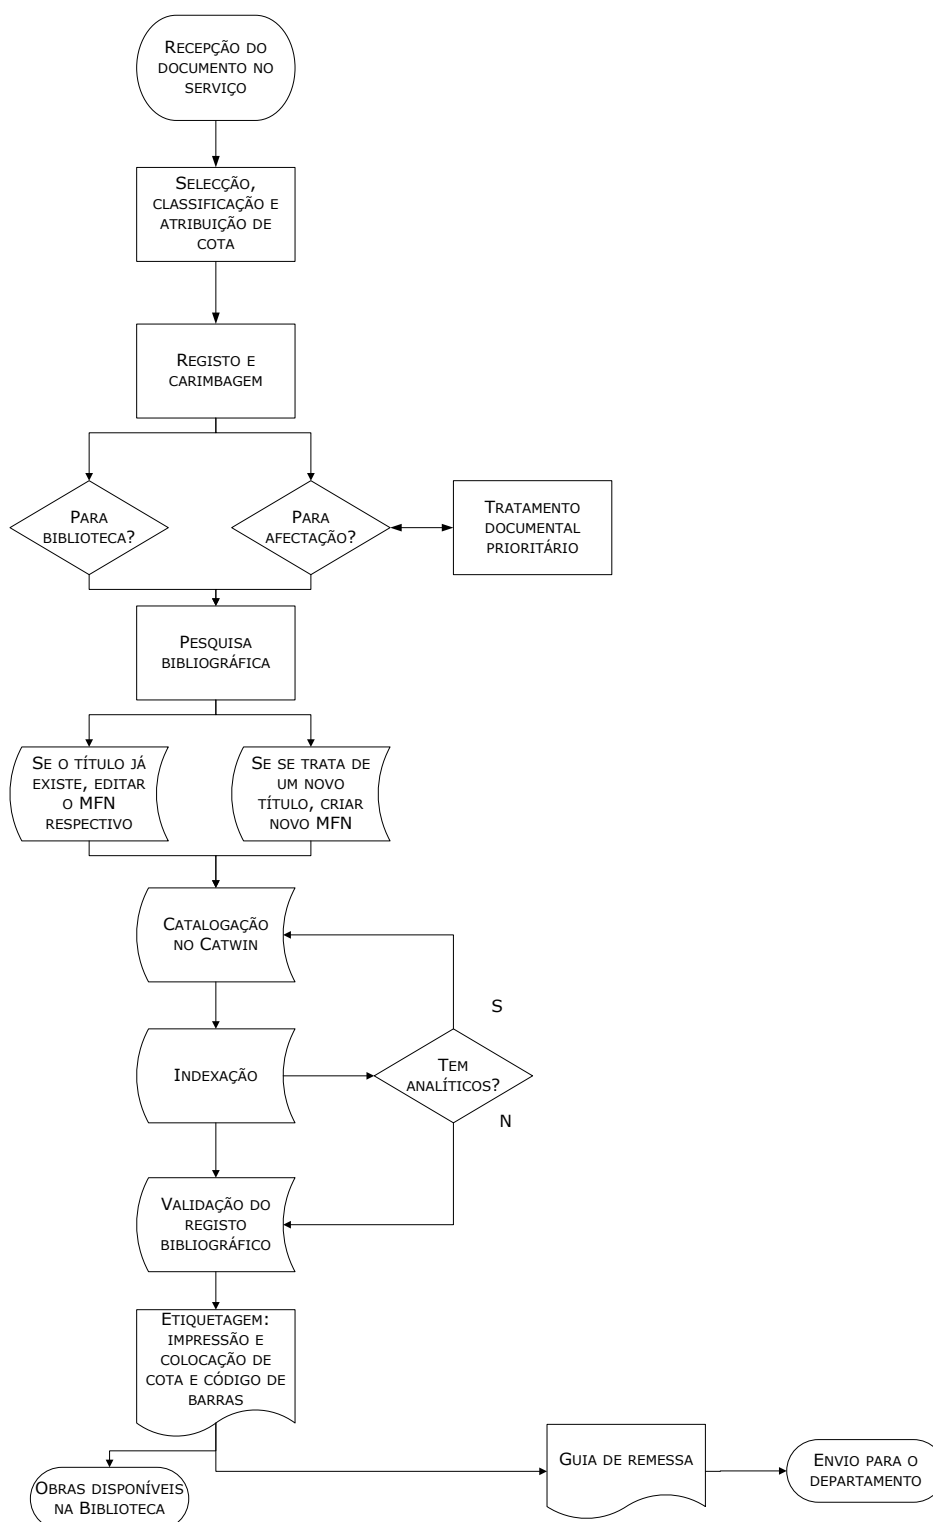 Recepção do
documento no
serviço
Selecção,
classificação e
atribuição de
cota
Registo e
carimbagem
Para
biblioteca?
Para
afectação?
Tratamento
documental
prioritário
Pesquisa
bibliográfica
Se o título já
existe, editar
o MFN
respectivo
Se se trata de
um novo
título, criar
novo MFN
Catalogação
no Catwin
S
Indexação
Tem
analíticos?
N
Validação do
registo
bibliográfico
Etiquetagem:
impressão e
colocação de
cota e código de
barras
Guia de remessa
Envio para o
departamento
Obras disponíveis
na Biblioteca